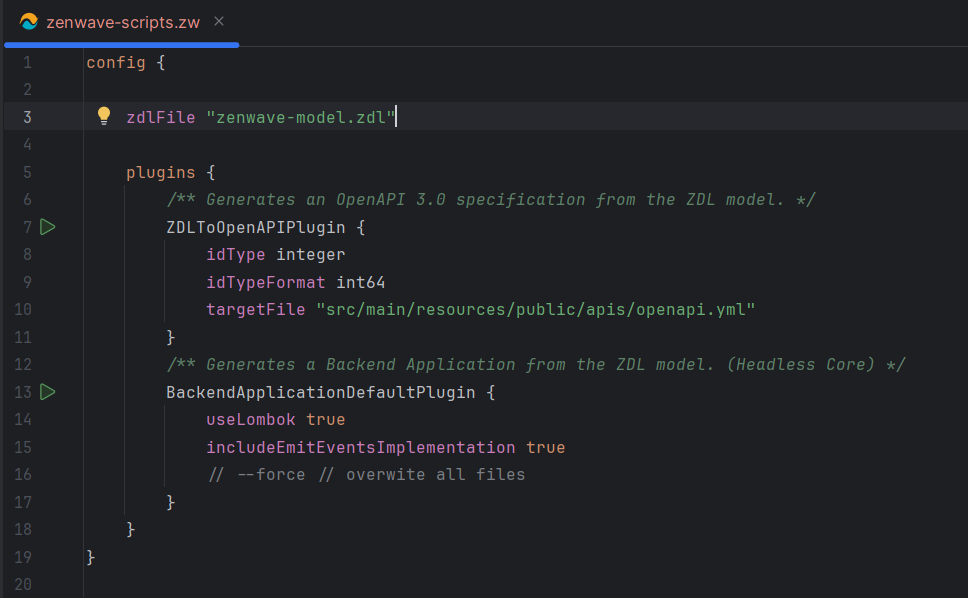 zenwave-scripts.zw ×
1 config {
2
3 zdlFile "zenwave-model.zdl"
4
5 plugins {
6 /** Generates an OpenAPI 3.0 specification from the ZDL model. */
7 ZDLToOpenAPIPlugin {
8 idType integer
9 idTypeFormat int64
10 targetFile "src/main/resources/public/apis/openapi.yml"
11 }
12 /** Generates a Backend Application from the ZDL model. (Headless Core) */
13 BackendApplicationDefaultPlugin {
14 useLombok true
15 includeEmitEventsImplementation true
16 // --force // overwite all files
17 }
18 }
19 }
20